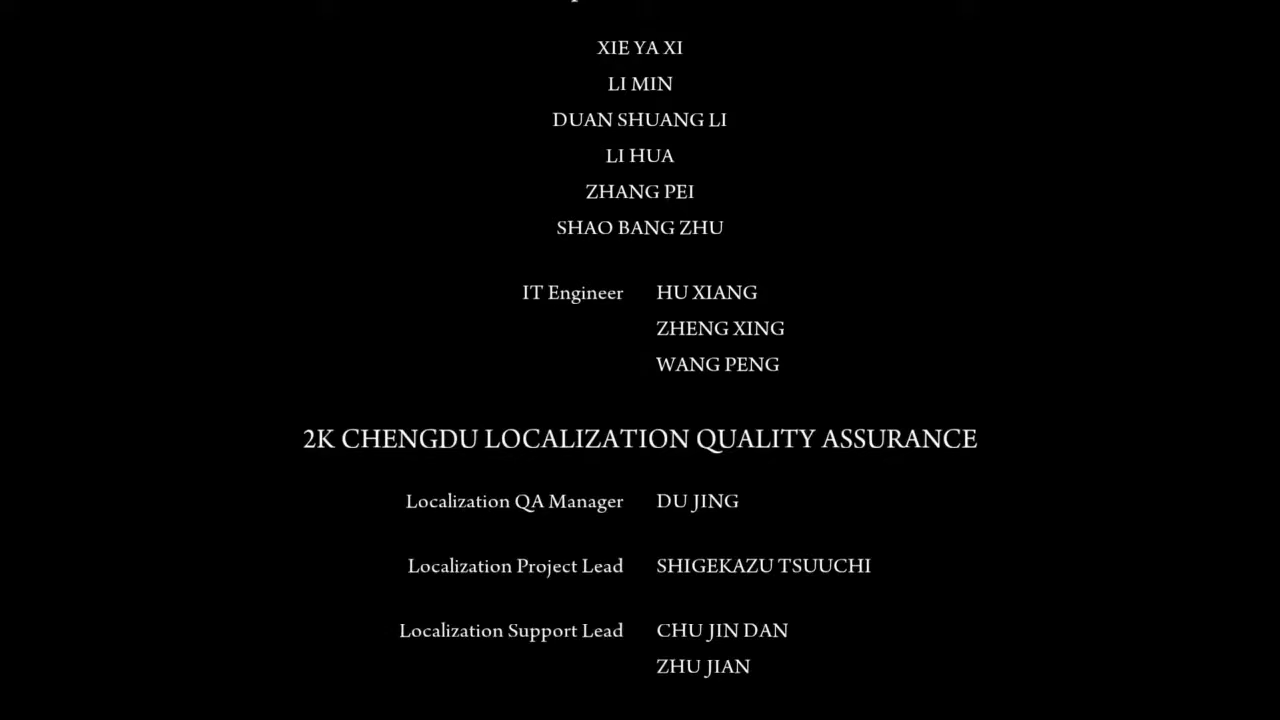 XIE YA XI
LI MIN
DUAN SHUANG LI
LI HUA
ZHANG PEI
SHAO BANG ZHU
IT Engineer HU XIANG
ZHENG XING
WANG PENG
2K CHENGDU LOCALIZATION QUALITY ASSURANCE
Localization QA Manager DU JING
Localization Project Lead SHIGEKAZU TSUUCHI
Localization Support Lead CHU JIN DAN
ZHU JIAN